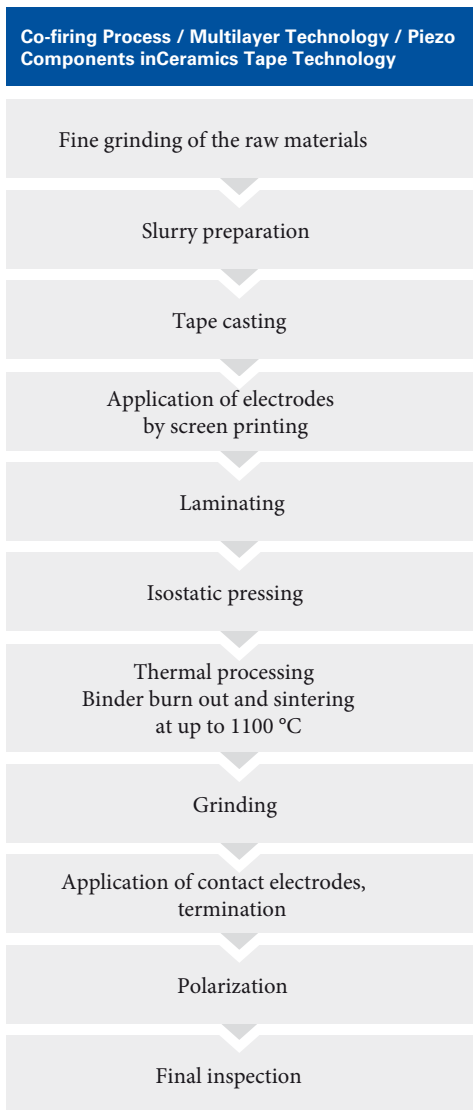 Co-firing Process / Multilayer Technology / Piezo
Components inCeramics Tape Technology
Fine grinding of the raw materials
Slurry preparation
Tape casting
Application of electrodes
by screen printing
Laminating
Isostatic pressing
Thermal processing
Binder burn out and sintering
at up to 1100 °C
Grinding
Application of contact electrodes,
termination
Polarization
Final inspection